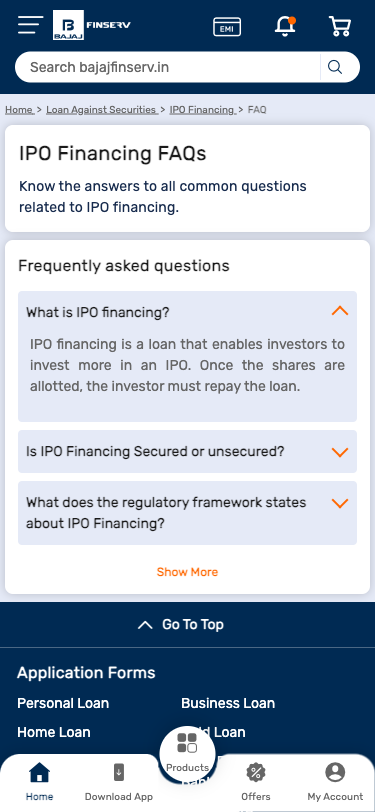 BAJAJ
FINSERV
EMI
Search bajajfinserv.in
Home > Loan Against Securities > IPO Financing > FAQ
IPO Financing FAQs
Know the answers to all common questions
related to IPO financing.
Frequently asked questions
What is IPO financing?
IPO financing is a loan that enables investors to
invest more in an IPO. Once the shares are
allotted, the investor must repay the loan.
Is IPO Financing Secured or unsecured?
What does the regulatory framework states
about IPO Financing?
Show More
Go To Top
Application Forms
Personal Loan
Business Loan
Home Loan
Loan
Products
Home
Download App
Offers
My Account